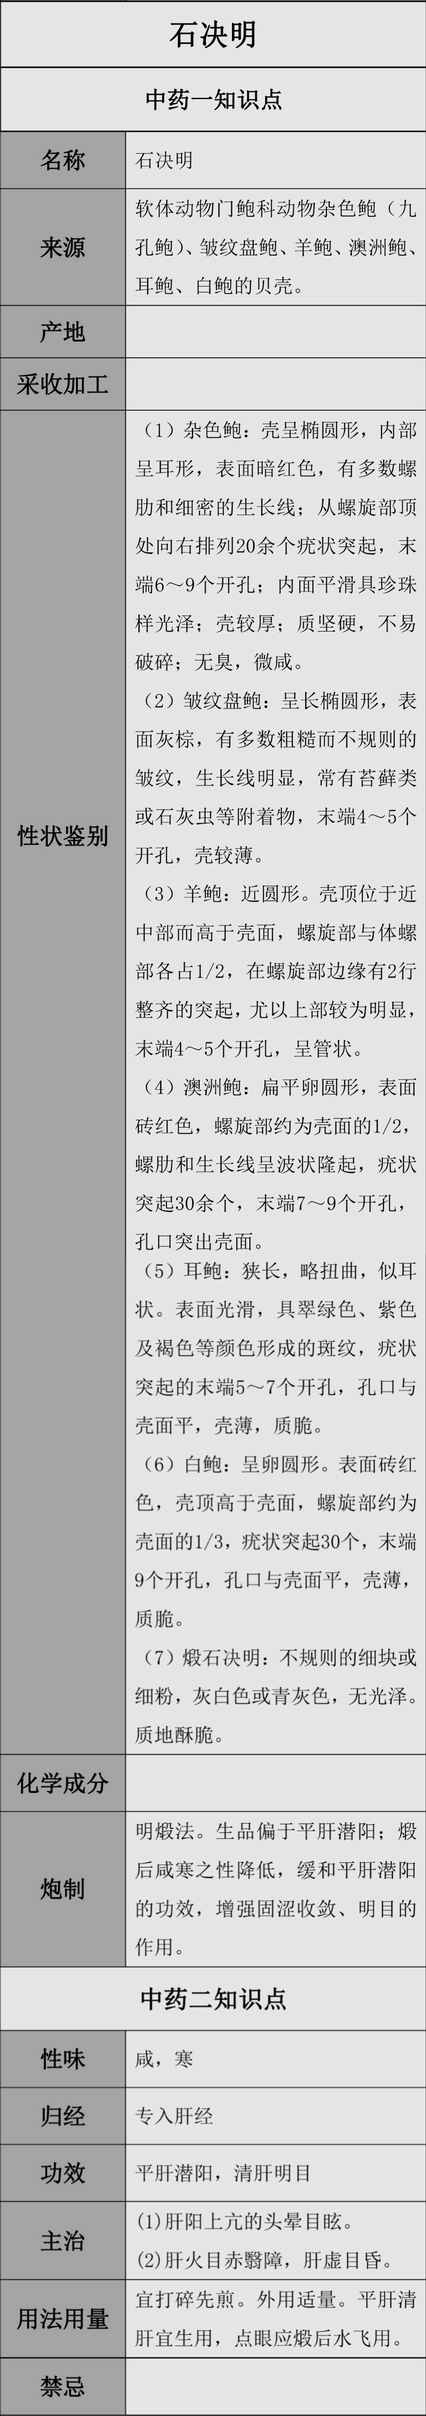 石决明
中药一知识点
名称
石决明
来源
软体动物门鲍科动物杂色鲍（九
孔鲍）、皱纹盘鲍、羊鲍、澳洲鲍、
耳鲍、白鲍的贝壳。
产地
采收加工
性状鉴别
（1）杂色鲍：壳呈椭圆形，内部
呈耳形，表面暗红色，有多数螺
肋和细密的生长线；从螺旋部顶
处向右排列20余个疣状突起，末
端6～9个开孔；内面平滑具珍珠
样光泽；壳较厚；质坚硬，不易
破碎；无臭，微咸。
（2）皱纹盘鲍：呈长椭圆形，表
面灰棕，有多数粗糙而不规则的
皱纹，生长线明显，常有苔藓类
或石灰虫等附着物，末端4～5个
开孔，壳较薄。
（3）羊鲍：近圆形。壳顶位于近
中部而高于壳面，螺旋部与体螺
部各占1/2，在螺旋部边缘有2行
整齐的突起，尤以上部较为明显，
末端4～5个开孔，呈管状。
（4）澳洲鲍：扁平卵圆形，表面
砖红色，螺旋部约为壳面的1/2，
螺肋和生长线呈波状隆起，疣状
突起30余个，末端7～9个开孔，
孔口突出壳面。
（5）耳鲍：狭长，略扭曲，似耳
状。表面光滑，具翠绿色、紫色
及褐色等颜色形成的斑纹，疣状
突起的末端5～7个开孔，孔口与
壳面平，壳薄，质脆。
（6）白鲍：呈卵圆形。表面砖红
色，壳顶高于壳面，螺旋部约为
壳面的1/3，疣状突起30个，末端
9个开孔，孔口与壳面平，壳薄，
质脆。
（7）煅石决明：不规则的细块或
细粉，灰白色或青灰色，无光泽。
质地酥脆。
化学成分
炮制
明煅法。生品偏于平肝潜阳；煅
后咸寒之性降低，缓和平肝潜阳
的功效，增强固涩收敛、明目的
作用。
中药二知识点
性味
咸，寒
归经
专入肝经
功效
平肝潜阳，清肝明目
主治
(1)肝阳上亢的头晕目眩。
(2)肝火目赤翳障，肝虚目昏。
用法用量
宜打碎先煎。外用适量。平肝清
肝宜生用，点眼应煅后水飞用。
禁忌